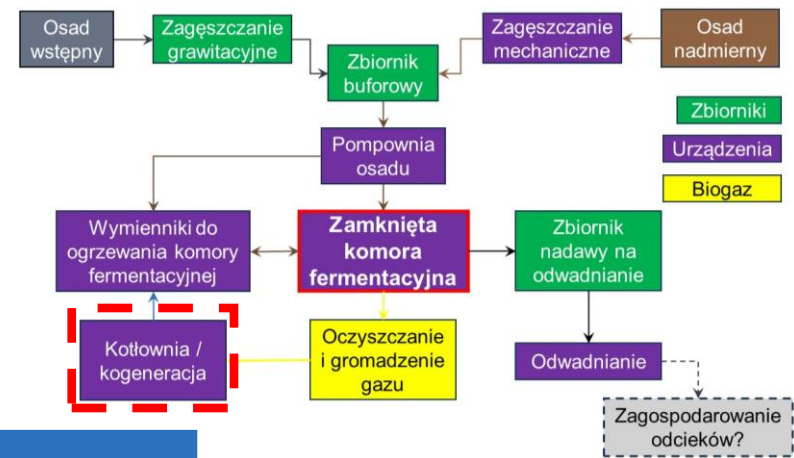 Osad
wstępny
Zagęszczanie
grawitacyjne
Zbiornik
buforowy
Zagęszczanie
mechaniczne
Osad
nadmierny
Zbiorniki
Urządzenia
Biogaz
Pompownia
osadu
Wymienniki do
ogrzewania komory
fermentacyjnej
Zamknięta
komora
fermentacyjna
Zbiornik
nadawy na
odwadnianie
Kotłownia /
kogeneracja
Oczyszczanie
i gromadzenie
gazu
Odwadnianie
Zagospodarowanie
odcieków?